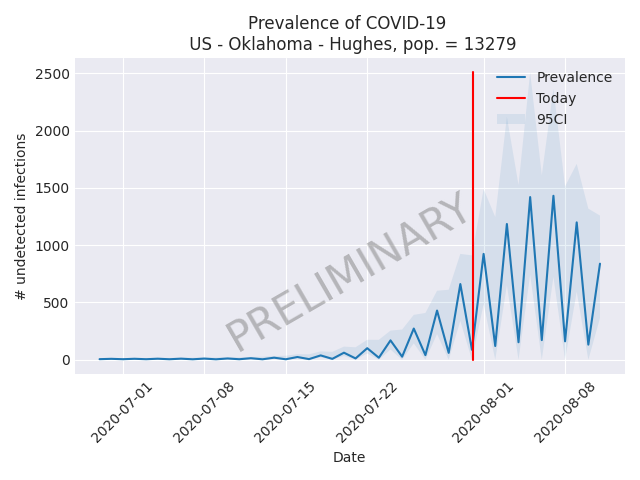 Prevalence of COVID-19
US - Oklahoma - Hughes, pop. = 13279
2500
2000
1500
1000
500
0
# undetected infections
Prevalence
Today
95CI
PRELIMINARY
2020-07-01
2020-07-08
2020-07-15
2020-07-22
2020-08-01
2020-08-08
Date